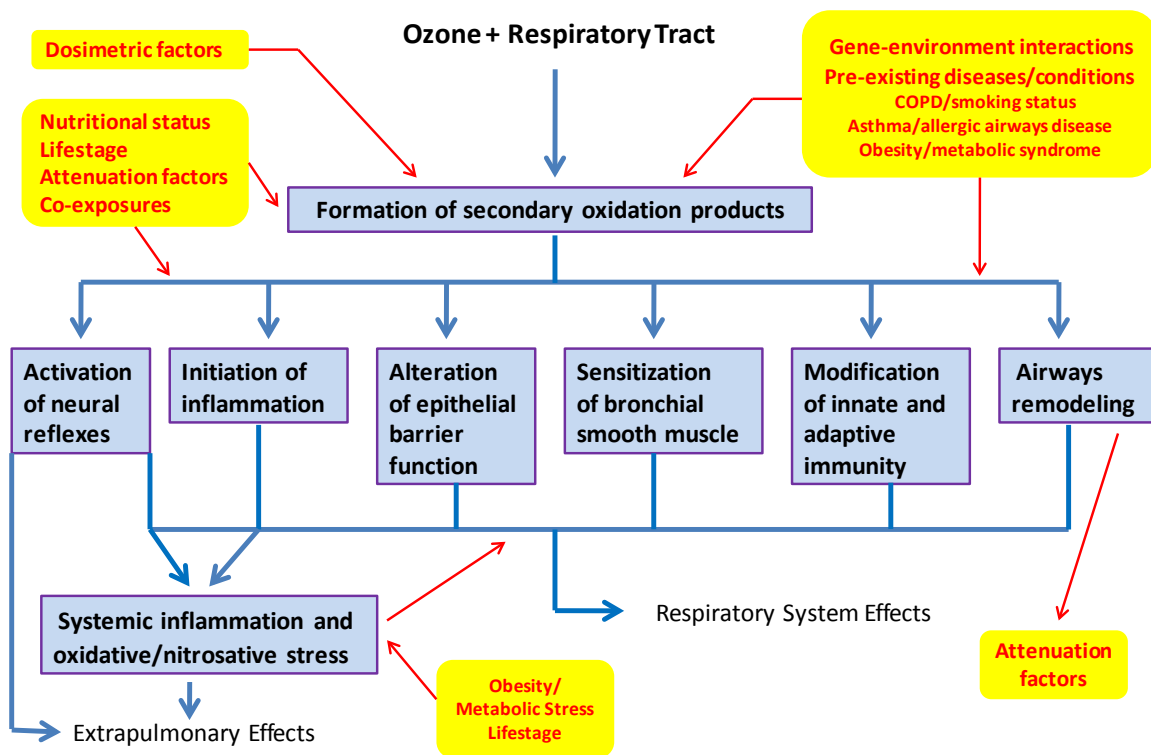 Ozone + Respiratory Tract
Dosimetric factors
Gene-environment interactions
Pre-existing diseases/conditions
COPD/smoking status
Asthma/allergic airways disease
Obesity/metabolic syndrome
Nutritional status
Lifestage
Attenuation factors
Co-exposures
Formation of secondary oxidation products
Activation
of neural
reflexes
Initiation of
inflammation
Alteration
of epithelial
barrier
function
Sensitization
of bronchial
smooth muscle
Modification
of innate and
adaptive
immunity
Airways
remodeling
Systemic inflammation and
oxidative/nitrosative stress
Respiratory System Effects
Attenuation
factors
Obesity/
Metabolic Stress
Lifestage
Extrapulmonary Effects